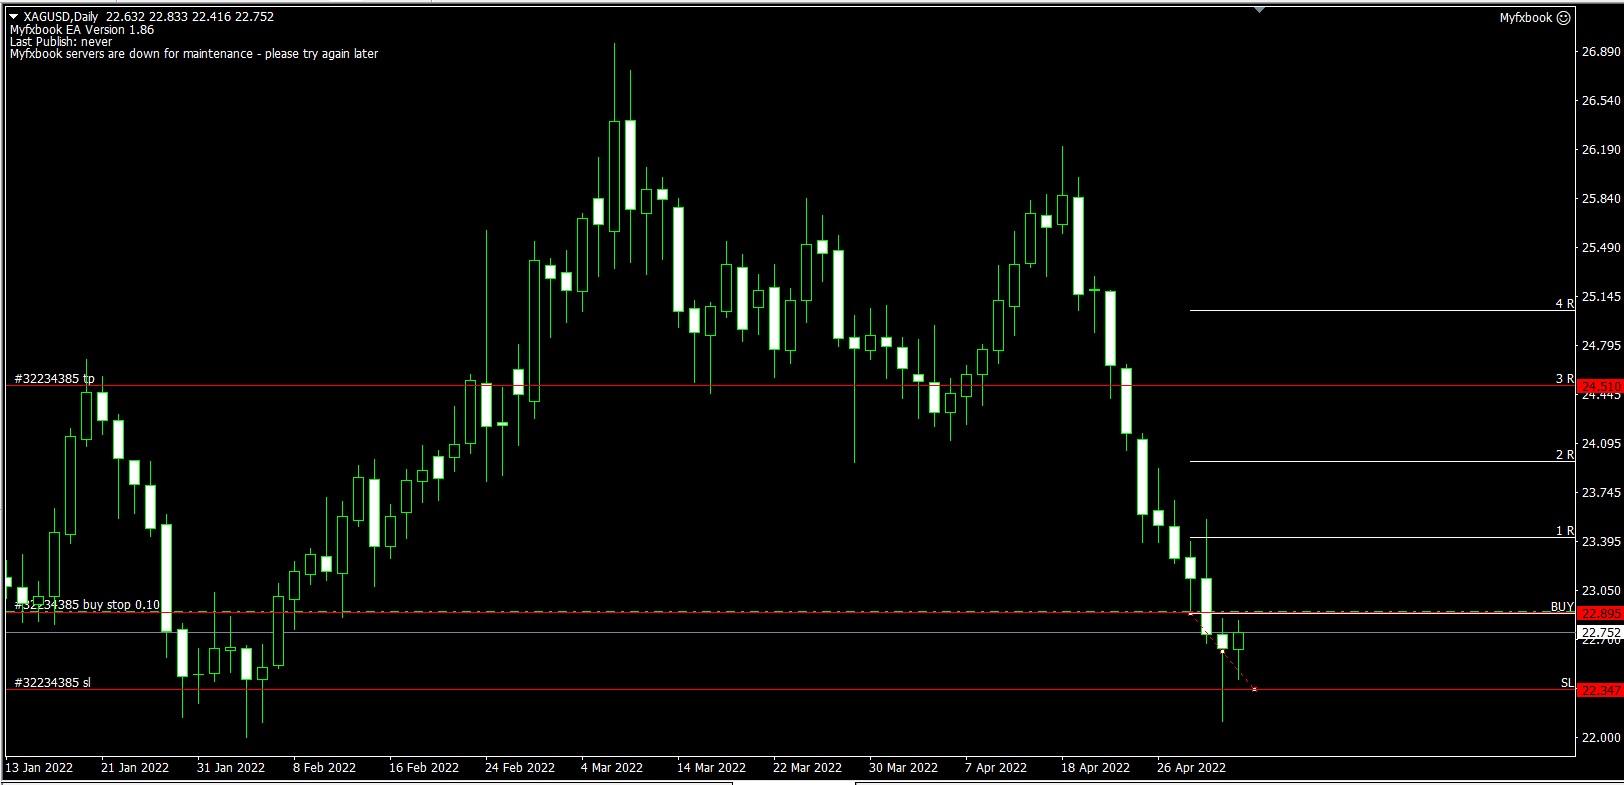 XAGUSD,Daily 22.632 22.833 22.416 22.752
Myfxbook EA Version 1.86
Last Publish: never
Myfxbook servers are down for maintenance - please try again later
Myfxbook
26.890
26.540
26.190
25.840
25.490
25.145
4 R
24.795
#32234385 tp
3 R
24.510
24.445
24.095
2 R
23.745
1 R
23.395
23.050
#32234385 buy stop 0.10
BUY
22.895
22.752
22.700
#32234385 sl
SL
22.347
22.000
13 Jan 2022 21 Jan 2022 31 Jan 2022 8 Feb 2022 16 Feb 2022 24 Feb 2022 4 Mar 2022 14 Mar 2022 22 Mar 2022 30 Mar 2022 7 Apr 2022 18 Apr 2022 26 Apr 2022